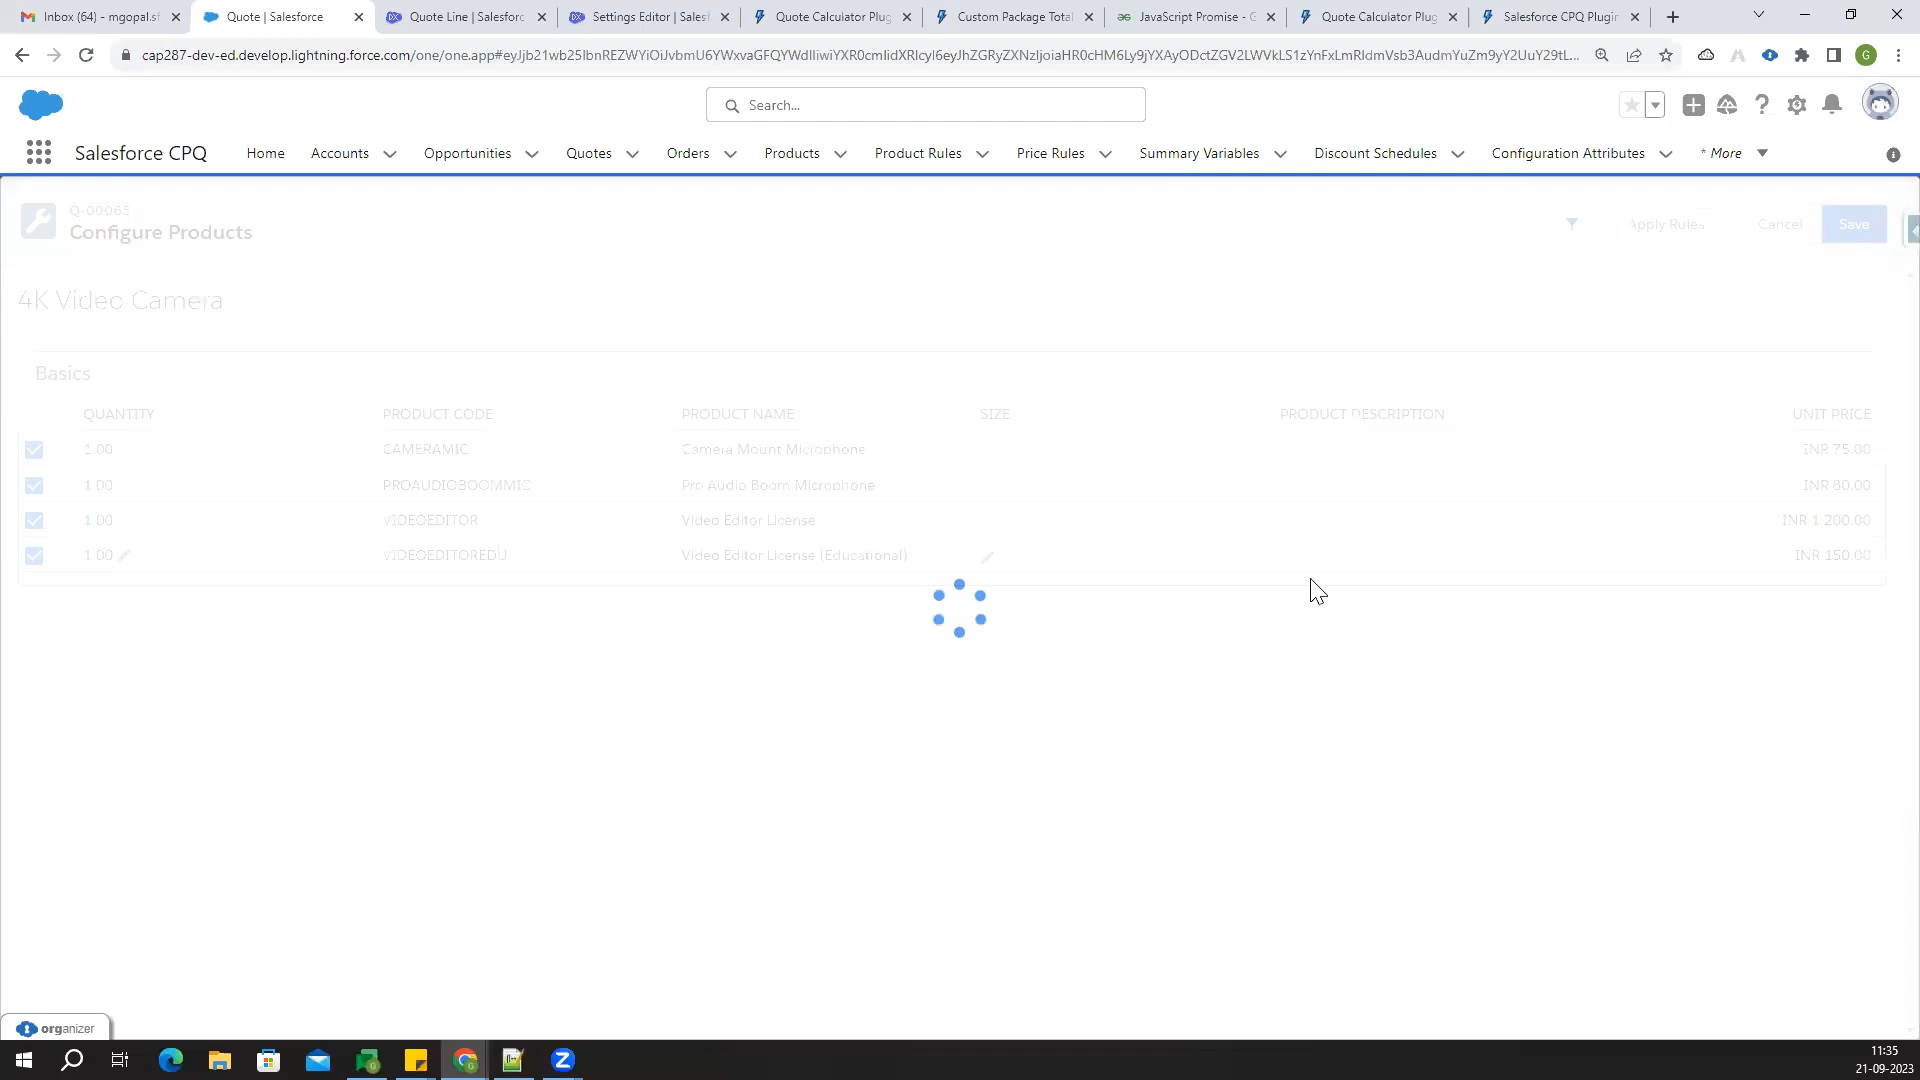 Inbox (64) - mgopal.sf
Quote | Salesforce
Quote Line | Salesforc
Settings Editor | Salesf
Quote Calculator Plug
Custom Package Total
JavaScript Promise - G
Quote Calculator Plug
Salesforce CPQ Plugin
cap287-dev-ed.develop.lightning.force.com/one/one.app#
G
Search...
Salesforce CPQ
Home
Accounts
Opportunities
Quotes
Orders
Products
Product Rules
Price Rules
Summary Variables
Discount Schedules
Configuration Attributes
* More
Q-00065
Configure Products
Apply Rules
Cancel
Save
4K Video Camera
Basics
QUANTITY PRODUCT CODE PRODUCT NAME SIZE PRODUCT DESCRIPTION UNIT PRICE
1.00 CAMERAMIC Camera Mount Microphone INR 75.00
1.00 PROAUDIOBOOMMIC Pro Audio Boom Microphone INR 80.00
1.00 VIDEOEDITOR Video Editor License INR 1 200.00
1.00 VIDEOEDITOREDU Video Editor License (Educational) INR 150.00
organizer
11:35
21-09-2023